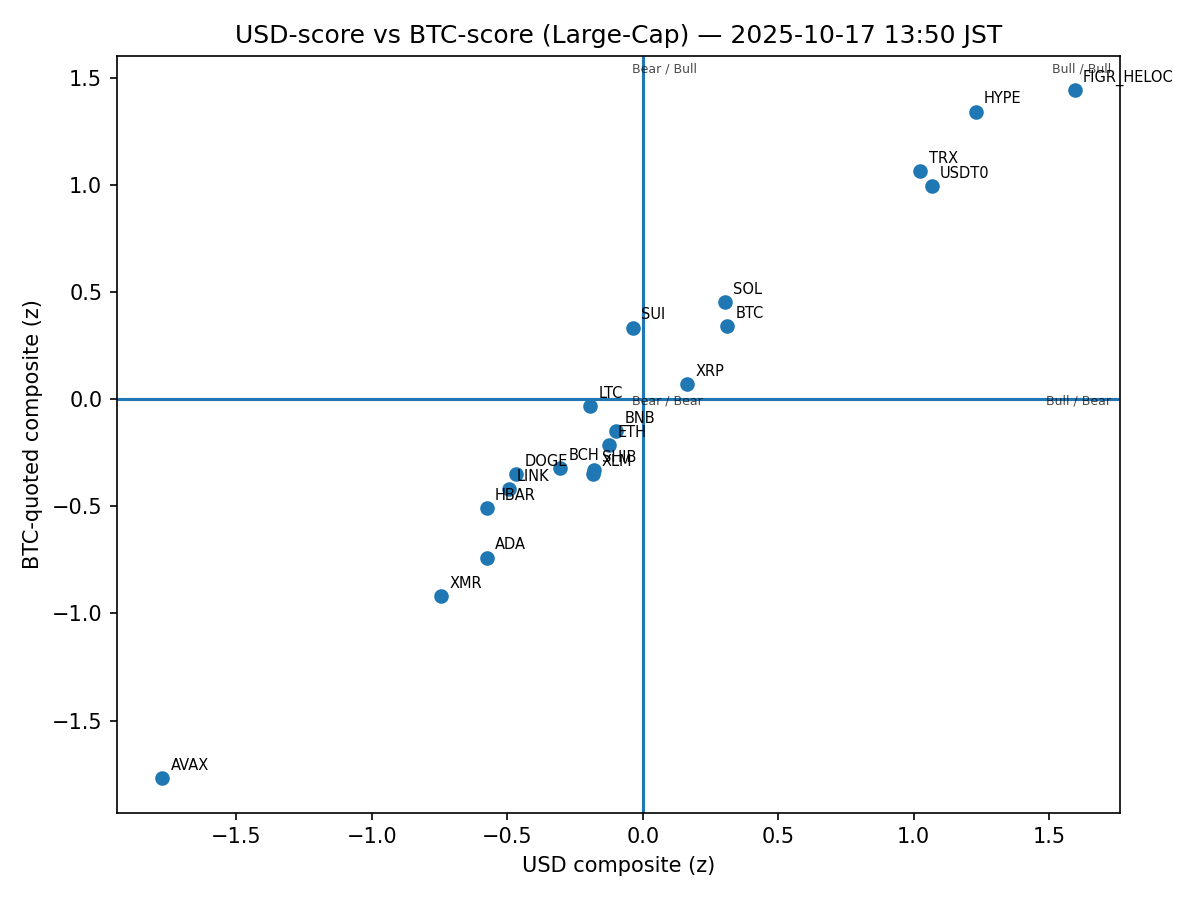 USD-score vs BTC-score (Large-Cap) — 2025-10-17 13:50 JST
Bear / Bull
Bull / Bull
FIGR_HELOC
HYPE
TRX
USDT0
SOL
BTC
SUI
XRP
LTC
Bear / Bear
Bull / Bear
BNB
ETH
BCH
SHIB
XLM
DOGE
LINK
HBAR
ADA
XMR
AVAX
1.5
1.0
0.5
0.0
−0.5
−1.0
−1.5
BTC-quoted composite (z)
−1.5
−1.0
−0.5
0.0
0.5
1.0
1.5
USD composite (z)